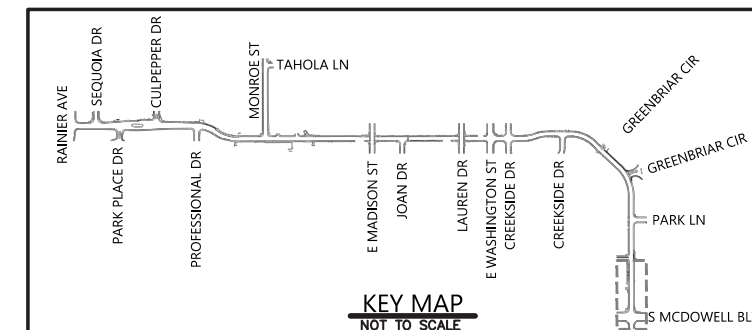 RAINIER AVE
SEQUOIA DR
PARK PLACE DR
CULPEPPER DR
PROFESSIONAL DR
MONROE ST
TAHOLA LN
E MADISON ST
JOAN DR
LAUREN DR
E WASHINGTON ST
CREEKSIDE DR
CREEKSIDE DR
GREENBRIAR CIR
GREENBRIAR CIR
PARK LN
S MCDOWELL BL
KEY MAP
NOT TO SCALE